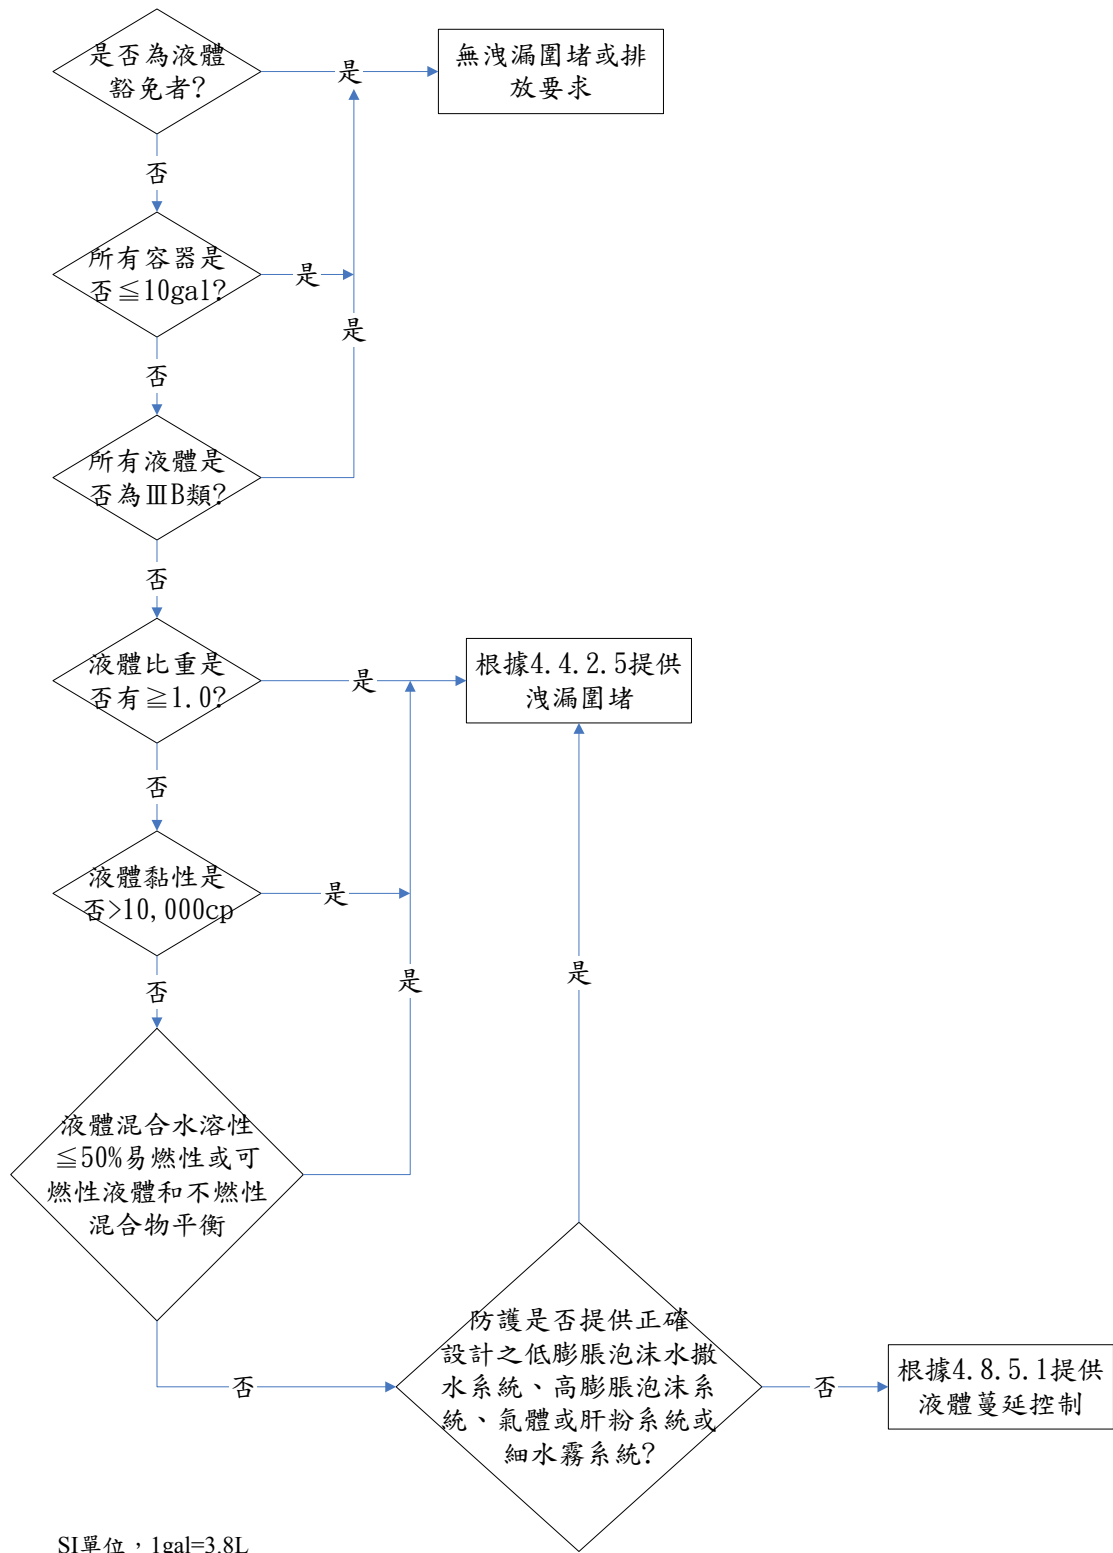 是否為液體
豁免者?
是
無洩漏圍堵或排
放要求
否
所有容器是
否≦10gal?
是
是
否
所有液體是
否為ⅢB類?
否
液體比重是
否有≧1.0?
是
根據4.4.2.5提供
洩漏圍堵
否
液體黏性是
否>10,000cp
是
否
是
是
液體混合水溶性
≦50%易燃性或可
燃性液體和不燃性
混合物平衡
防護是否提供正確
設計之低膨脹泡沫水撒
水系統、高膨脹泡沫系
統、氣體或肝粉系統或
細水霧系統?
否
否
根據4.8.5.1提供
液體蔓延控制
SI單位，1gal=3.8L